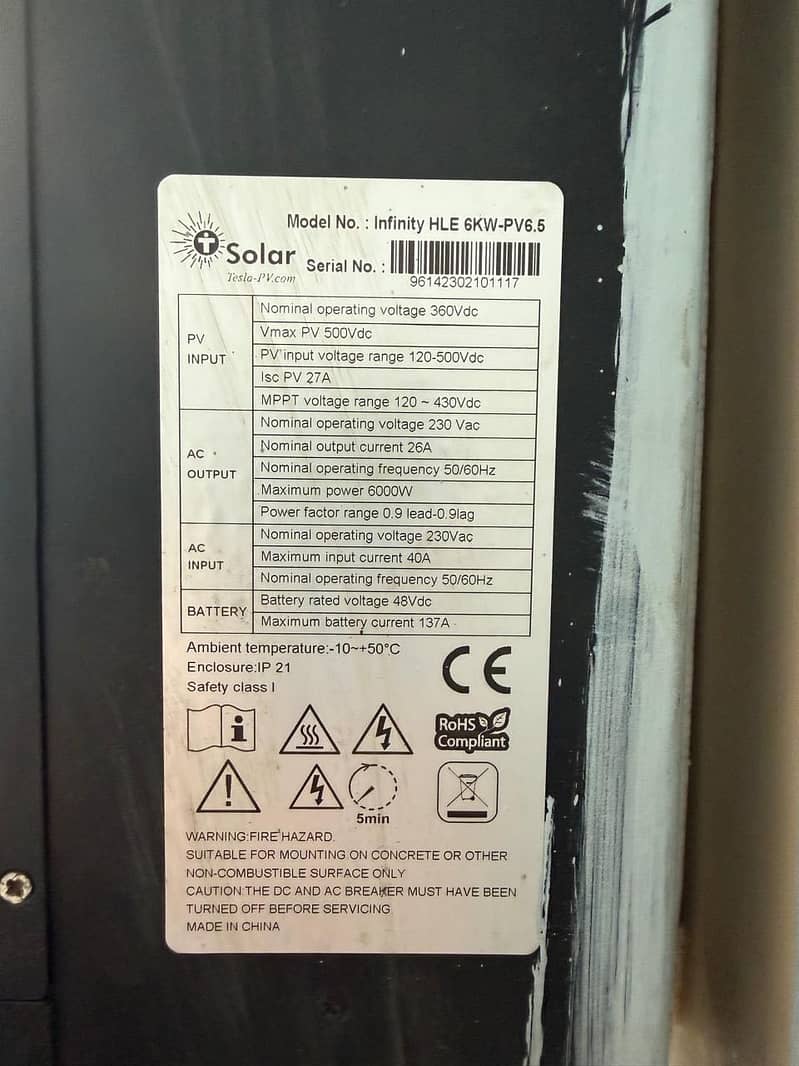 Model No. : Infinity HLE 6KW-PV6.5
T Solar
Tesla-PV.com
Serial No. :
96142302101117
PV INPUT
Nominal operating voltage 360Vdc
Vmax PV 500Vdc
PV input voltage range 120-500Vdc
Isc PV 27A
MPPT voltage range 120 ~ 430Vdc
AC OUTPUT
Nominal operating voltage 230 Vac
Nominal output current 26A
Nominal operating frequency 50/60Hz
Maximum power 6000W
Power factor range 0.9 lead-0.9lag
AC INPUT
Nominal operating voltage 230Vac
Maximum input current 40A
Nominal operating frequency 50/60Hz
BATTERY
Battery rated voltage 48Vdc
Maximum battery current 137A
Ambient temperature:-10~+50°C
Enclosure:IP 21
Safety class I
CE
i
RoHS
Compliant
5min
WARNING:FIRE HAZARD.
SUITABLE FOR MOUNTING ON CONCRETE OR OTHER
NON-COMBUSTIBLE SURFACE ONLY
CAUTION:THE DC AND AC BREAKER MUST HAVE BEEN
TURNED OFF BEFORE SERVICING
MADE IN CHINA